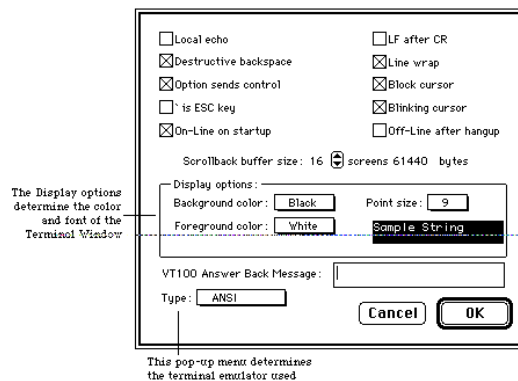 Local echo
LF after CR
Destructive backspace
Line wrap
Option sends control
Block cursor
` is ESC key
Blinking cursor
On-Line on startup
Off-Line after hangup
Scrollback buffer size: 16 screens 61440 bytes
Display options:
Background color: Black
Point size: 9
Foreground color: White
Sample String
The Display options
determine the color
and font of the
Terminal Window
VT100 Answer Back Message:
Type: ANSI
Cancel
OK
This pop-up menu determines
the terminal emulator used